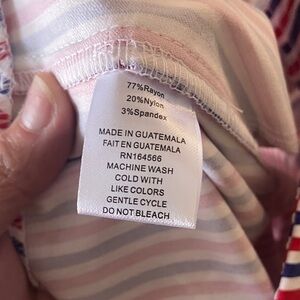 77%Rayon
20%Nylon
3%Spandex
MADE IN GUATEMALA
FAIT EN GUATEMALA
RN164566
MACHINE WASH
COLD WITH
LIKE COLORS
GENTLE CYCLE
DO NOT BLEACH